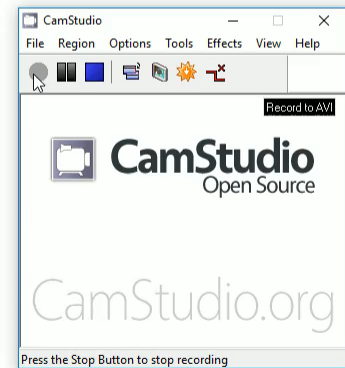 CamStudio
File Region Options Tools Effects View Help
Record to AVI
CamStudio
Open Source
CamStudio.org
Press the Stop Button to stop recording